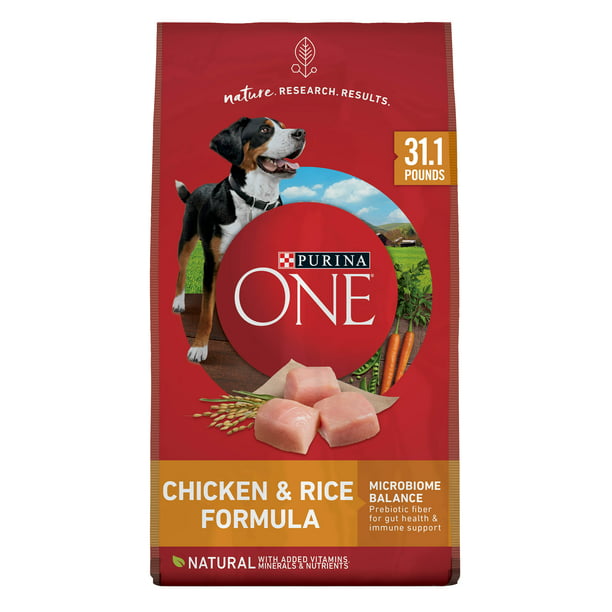 nature. RESEARCH. RESULTS.
31.1
POUNDS
PURINA
ONE®
CHICKEN & RICE
FORMULA
MICROBIOME
BALANCE
Prebiotic fiber
for gut health &
immune support
NATURAL WITH ADDED VITAMINS,
MINERALS & NUTRIENTS